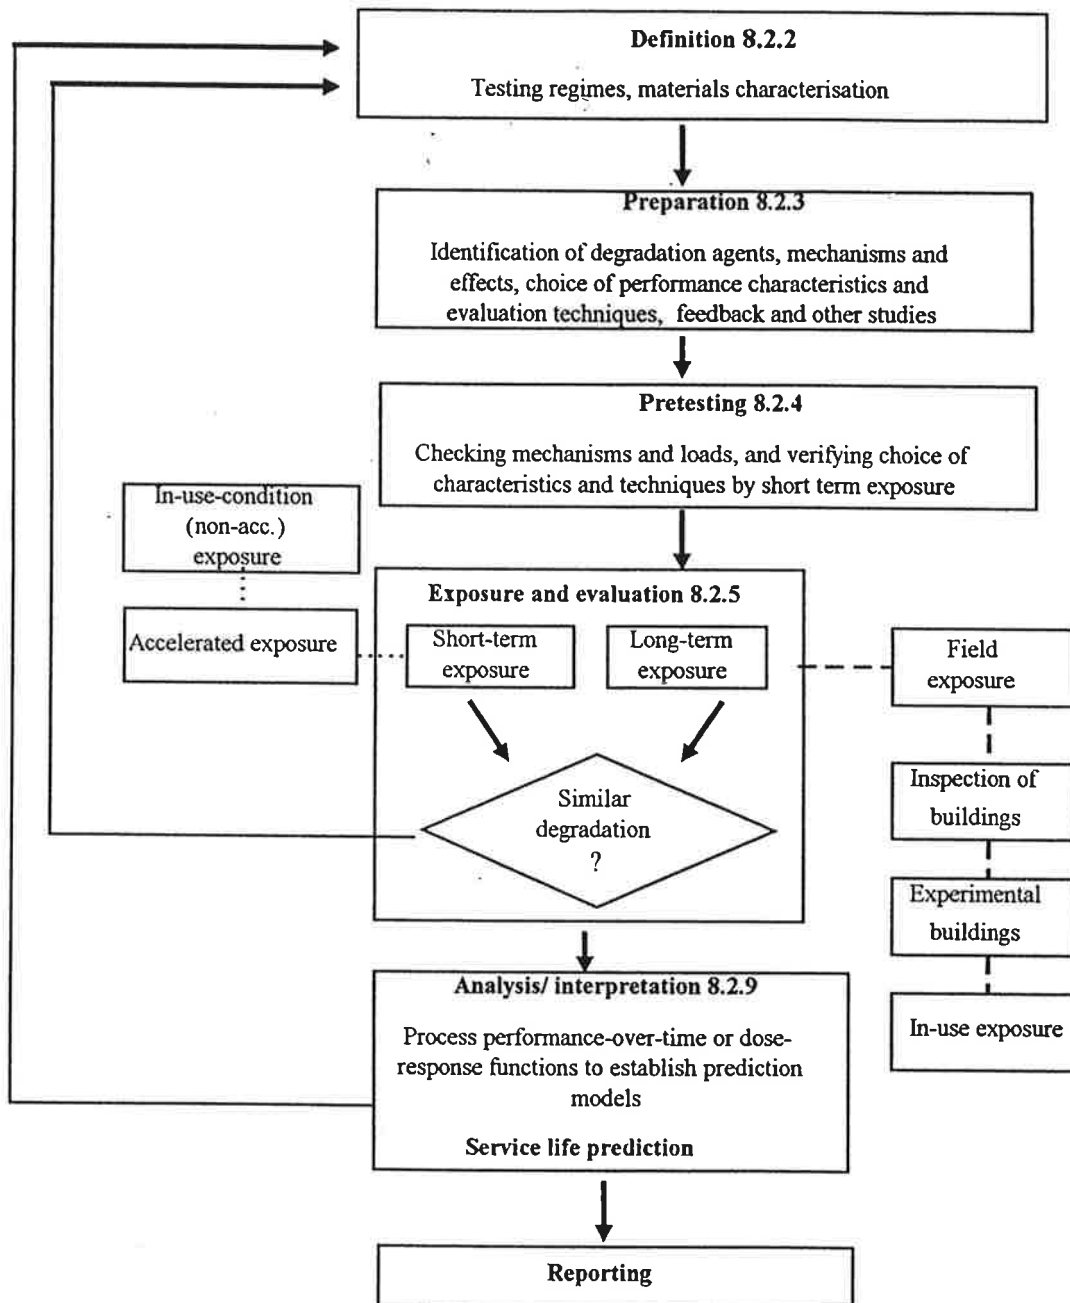 Definition 8.2.2
Testing regimes, materials characterisation
Preparation 8.2.3
Identification of degradation agents, mechanisms and
effects, choice of performance characteristics and
evaluation techniques, feedback and other studies
Pretesting 8.2.4
Checking mechanisms and loads, and verifying choice of
characteristics and techniques by short term exposure
In-use-condition
(non-acc.)
exposure
Accelerated exposure
Exposure and evaluation 8.2.5
Short-term
exposure
Long-term
exposure
Similar
degradation
?
Field
exposure
Inspection of
buildings
Experimental
buildings
In-use exposure
Analysis/ interpretation 8.2.9
Process performance-over-time or dose-
response functions to establish prediction
models
Service life prediction
Reporting